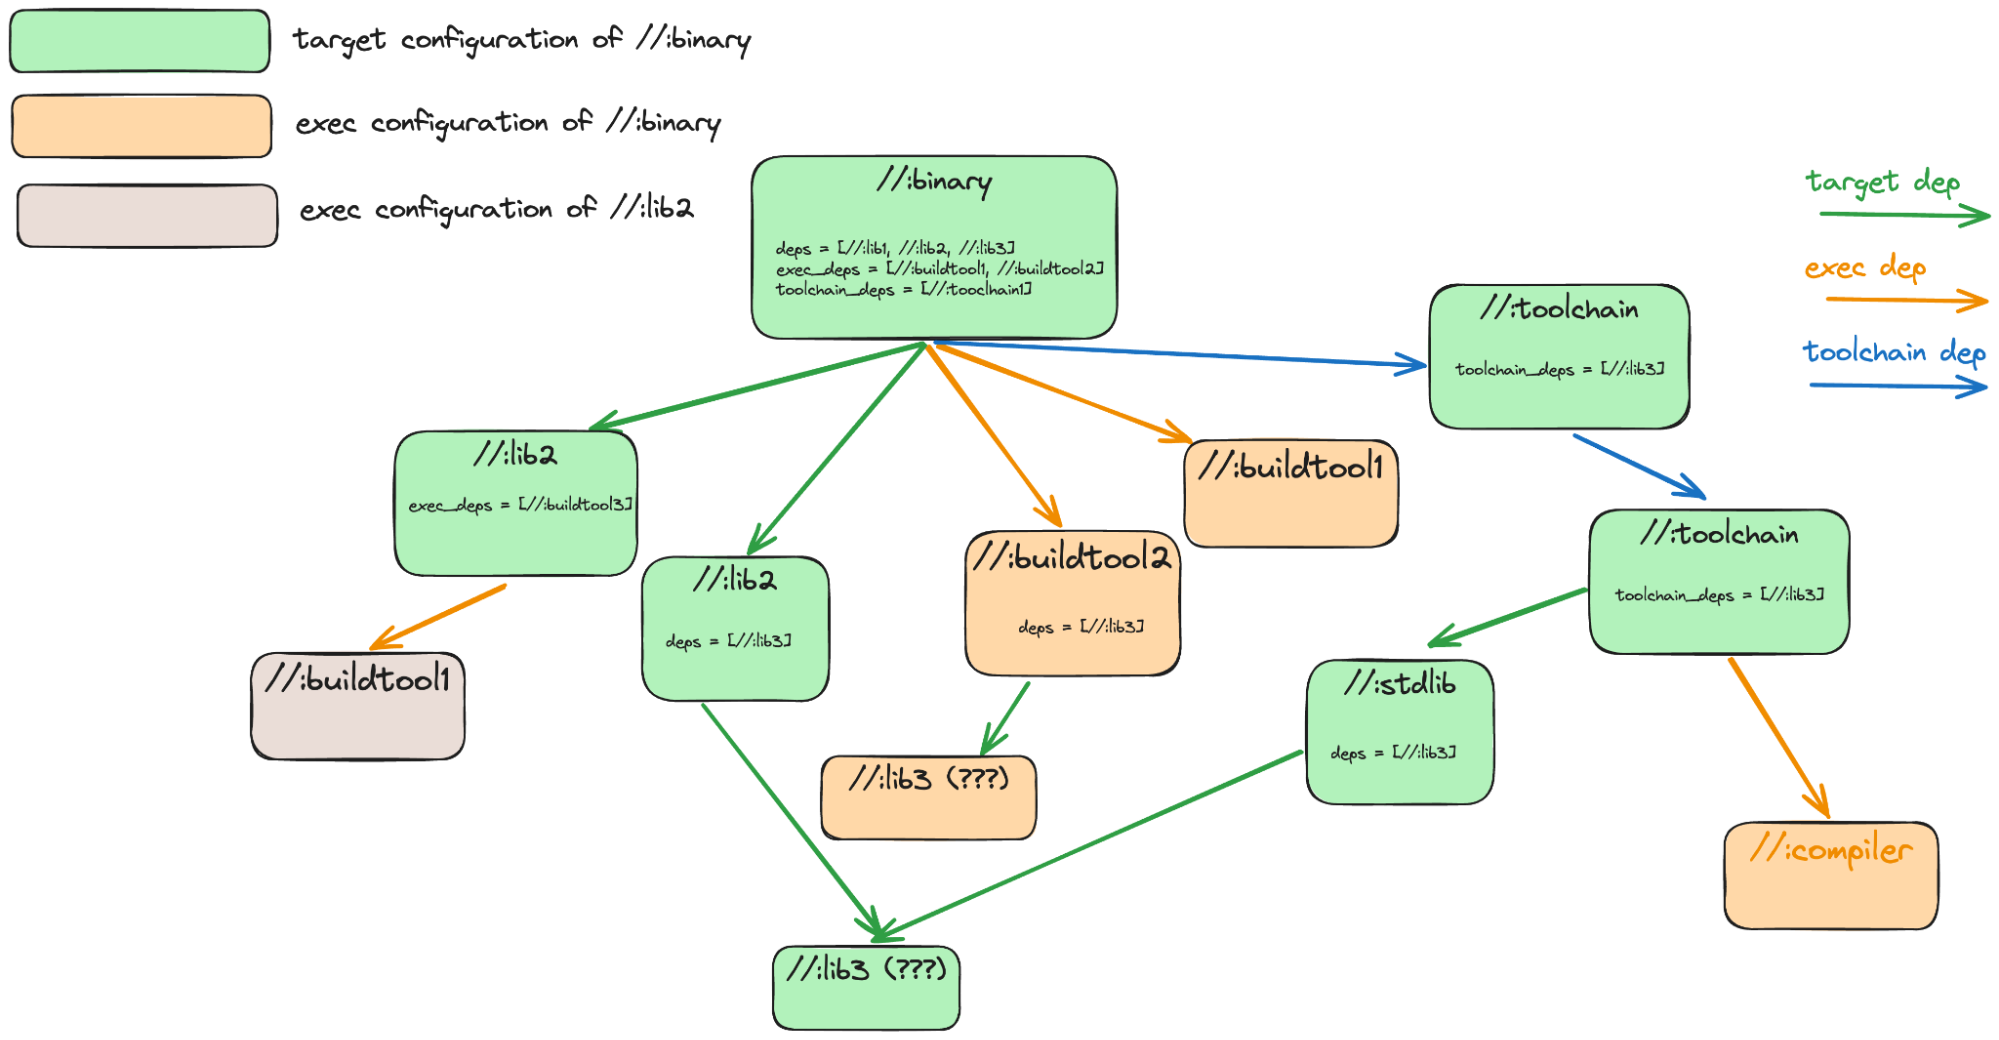 target configuration of //:binary
exec configuration of //:binary
exec configuration of //:lib2
target dep
exec dep
toolchain dep
//:binary
deps = [//:lib1, //:lib2, //:lib3]
exec_deps = [//:buildtool1, //:buildtool2]
toolchain_deps = [//:tooclhain1]
//:toolchain
toolchain_deps = [//:lib3]
//:lib2
exec_deps = [//:buildtool3]
//:buildtool1
//:lib2
deps = [//:lib3]
//:buildtool2
deps = [//:lib3]
//:toolchain
toolchain_deps = [//:lib3]
//:buildtool1
//:stdlib
deps = [//:lib3]
//:lib3 (???)
//:compiler
//:lib3 (???)